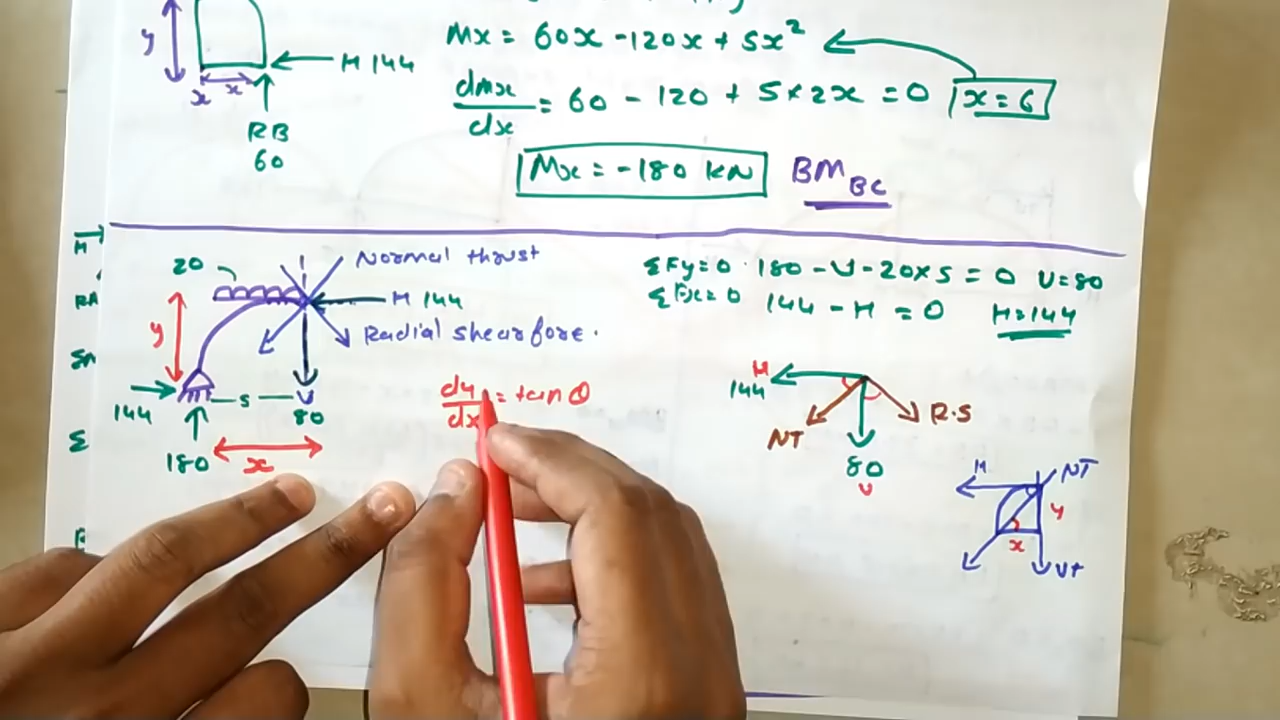 y
H 144
x
x
RB
60
Mx = 60x - 120x + 5x²
dMx/dx = 60 - 120 + 5×2x = 0 x = 6
Mx = -180 kN BM BC
20
Normal thrust
H 144
Radial shear force.
y
144
5
80
180
x
dy/dx = tan θ
ΣFy = 0 180 - V - 20×5 = 0 V = 80
ΣFx = 0 144 - H = 0 H = 144
H
144
NT
R.S
80
V
H
NT
y
x
H
RA